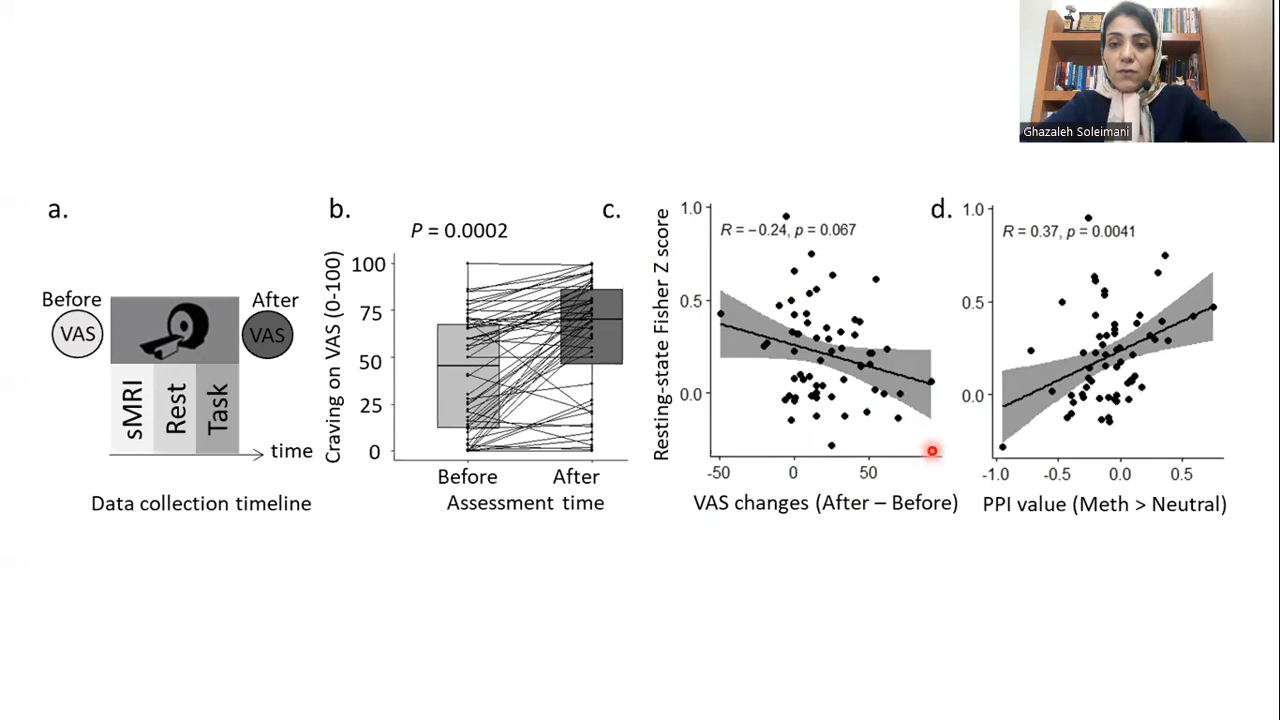 Ghazaleh Soleimani
a.
Before
VAS
After
VAS
sMRI
Rest
Task
time
Data collection timeline
b.
P = 0.0002
Craving on VAS (0-100)
100
75
50
25
0
Before
After
Assessment time
c.
Resting-state Fisher Z score
R = −0.24, p = 0.067
1.0
0.5
0.0
-50
0
50
VAS changes (After – Before)
d.
R = 0.37, p = 0.0041
1.0
0.5
0.0
-1.0
-0.5
0.0
0.5
PPI value (Meth > Neutral)